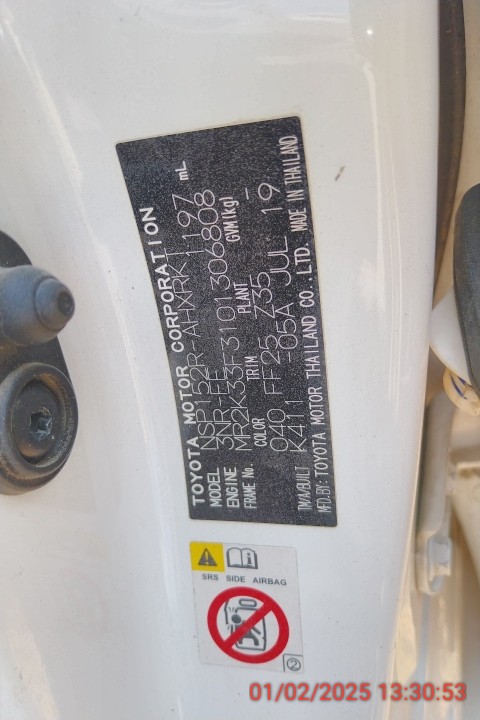 TOYOTA MOTOR CORPORATION
MODEL NSP152R-AHXRKT 1197 mL
ENGINE 3NR-FE
FRAME No. MR2K33F3101306808
COLOR TRIM PLANT GVM(kg)
040 FF25 Z35 -
TM/A/BUILT K411 -05A JUL 19
MFD.BY: TOYOTA MOTOR THAILAND CO.,LTD. MADE IN THAILAND
SRS SIDE AIRBAG
2
01/02/2025 13:30:53